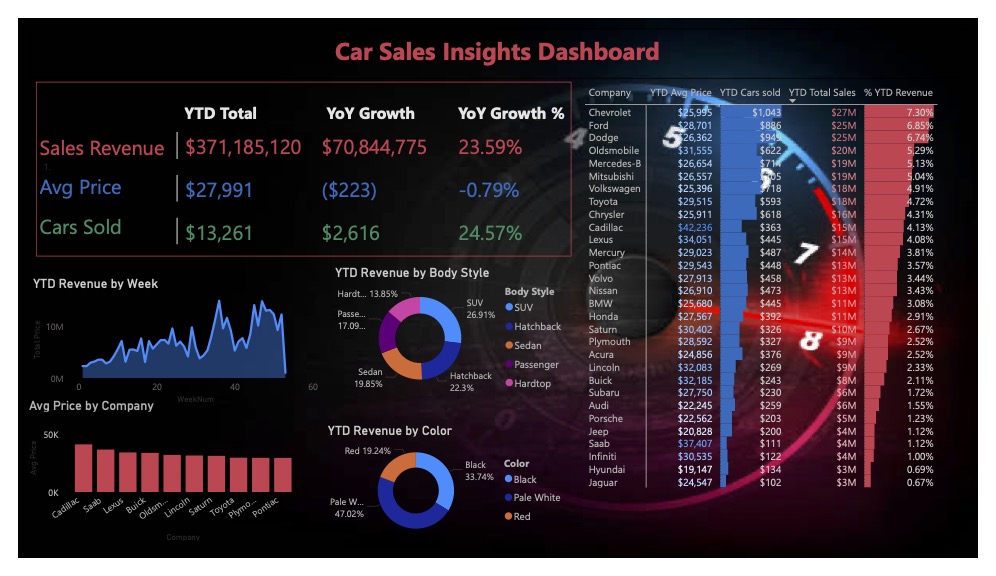 Car Sales Insights Dashboard
YTD Total YoY Growth YoY Growth %
Sales Revenue $371,185,120 $70,844,775 23.59%
Avg Price $27,991 ($223) -0.79%
Cars Sold $13,261 $2,616 24.57%
YTD Revenue by Week
Total Price
10M
0M
0 20 40 60
WeekNum
Avg Price by Company
Avg Price
50K
0K
Cadillac Saab Lexus Buick Oldsm... Lincoln Saturn Toyota Plymo... Pontiac
Company
YTD Revenue by Body Style
Hardt... 13.85%
SUV
26.91%
Passe...
17.09...
Sedan
19.85%
Hatchback
22.3%
Body Style
SUV
Hatchback
Sedan
Passenger
Hardtop
YTD Revenue by Color
Red 19.24%
Black
33.74%
Pale W...
47.02%
Color
Black
Pale White
Red
Company YTD Avg Price YTD Cars sold YTD Total Sales % YTD Revenue
Chevrolet $25,995 $1,043 $27M 7.30%
Ford $28,701 $886 $25M 6.85%
Dodge $26,362 $949 $25M 6.74%
Oldsmobile $31,555 $622 $20M 5.29%
Mercedes-B $26,654 $714 $19M 5.13%
Mitsubishi $26,557 $19M 5.04%
Volkswagen $25,396 $718 $18M 4.91%
Toyota $29,515 $593 $18M 4.72%
Chrysler $25,911 $618 $16M 4.31%
Cadillac $42,236 $363 $15M 4.13%
Lexus $34,051 $445 $15M 4.08%
Mercury $29,023 $487 $14M 3.81%
Pontiac $29,543 $448 $13M 3.57%
Volvo $27,913 $458 $13M 3.44%
Nissan $26,910 $473 $13M 3.43%
BMW $25,680 $445 $11M 3.08%
Honda $27,567 $392 $11M 2.91%
Saturn $30,402 $326 $10M 2.67%
Plymouth $28,592 $327 $9M 2.52%
Acura $24,856 $376 $9M 2.52%
Lincoln $32,083 $269 $9M 2.33%
Buick $32,185 $243 $8M 2.11%
Subaru $27,750 $230 $6M 1.72%
Audi $22,245 $259 $6M 1.55%
Porsche $22,562 $203 $5M 1.23%
Jeep $20,828 $200 $4M 1.12%
Saab $37,407 $111 $4M 1.12%
Infiniti $30,535 $122 $4M 1.00%
Hyundai $19,147 $134 $3M 0.69%
Jaguar $24,547 $102 $3M 0.67%
4
5
7
8